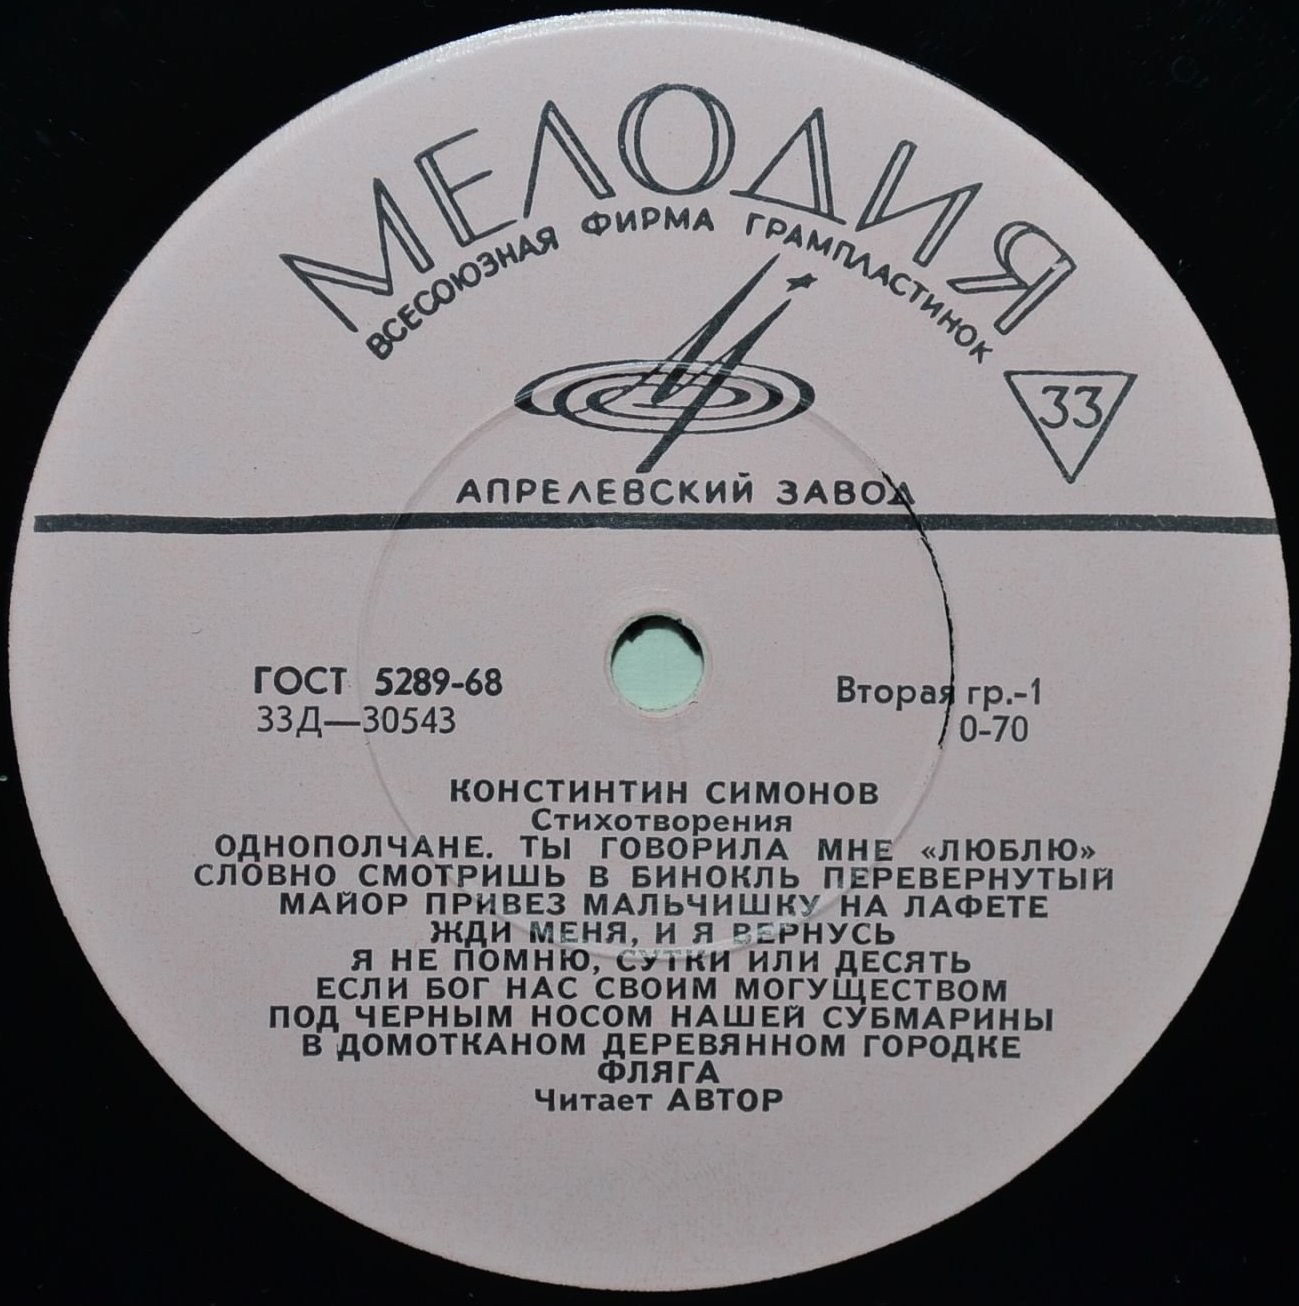 МЕЛОДИЯ
ВСЕСОЮЗНАЯ ФИРМА ГРАМПЛАСТИНОК
33
АПРЕЛЕВСКИЙ ЗАВОД
ГОСТ 5289-68
33Д—30543
Вторая гр.-1
0-70
КОНСТИНТИН СИМОНОВ
Стихотворения
ОДНОПОЛЧАНЕ. ТЫ ГОВОРИЛА МНЕ «ЛЮБЛЮ»
СЛОВНО СМОТРИШЬ В БИНОКЛЬ ПЕРЕВЕРНУТЫЙ
МАЙОР ПРИВЕЗ МАЛЬЧИШКУ НА ЛАФЕТЕ
ЖДИ МЕНЯ, И Я ВЕРНУСЬ
Я НЕ ПОМНЮ, СУТКИ ИЛИ ДЕСЯТЬ
ЕСЛИ БОГ НАС СВОИМ МОГУЩЕСТВОМ
ПОД ЧЕРНЫМ НОСОМ НАШЕЙ СУБМАРИНЫ
В ДОМОТКАНОМ ДЕРЕВЯННОМ ГОРОДКЕ
ФЛЯГА
Читает АВТОР